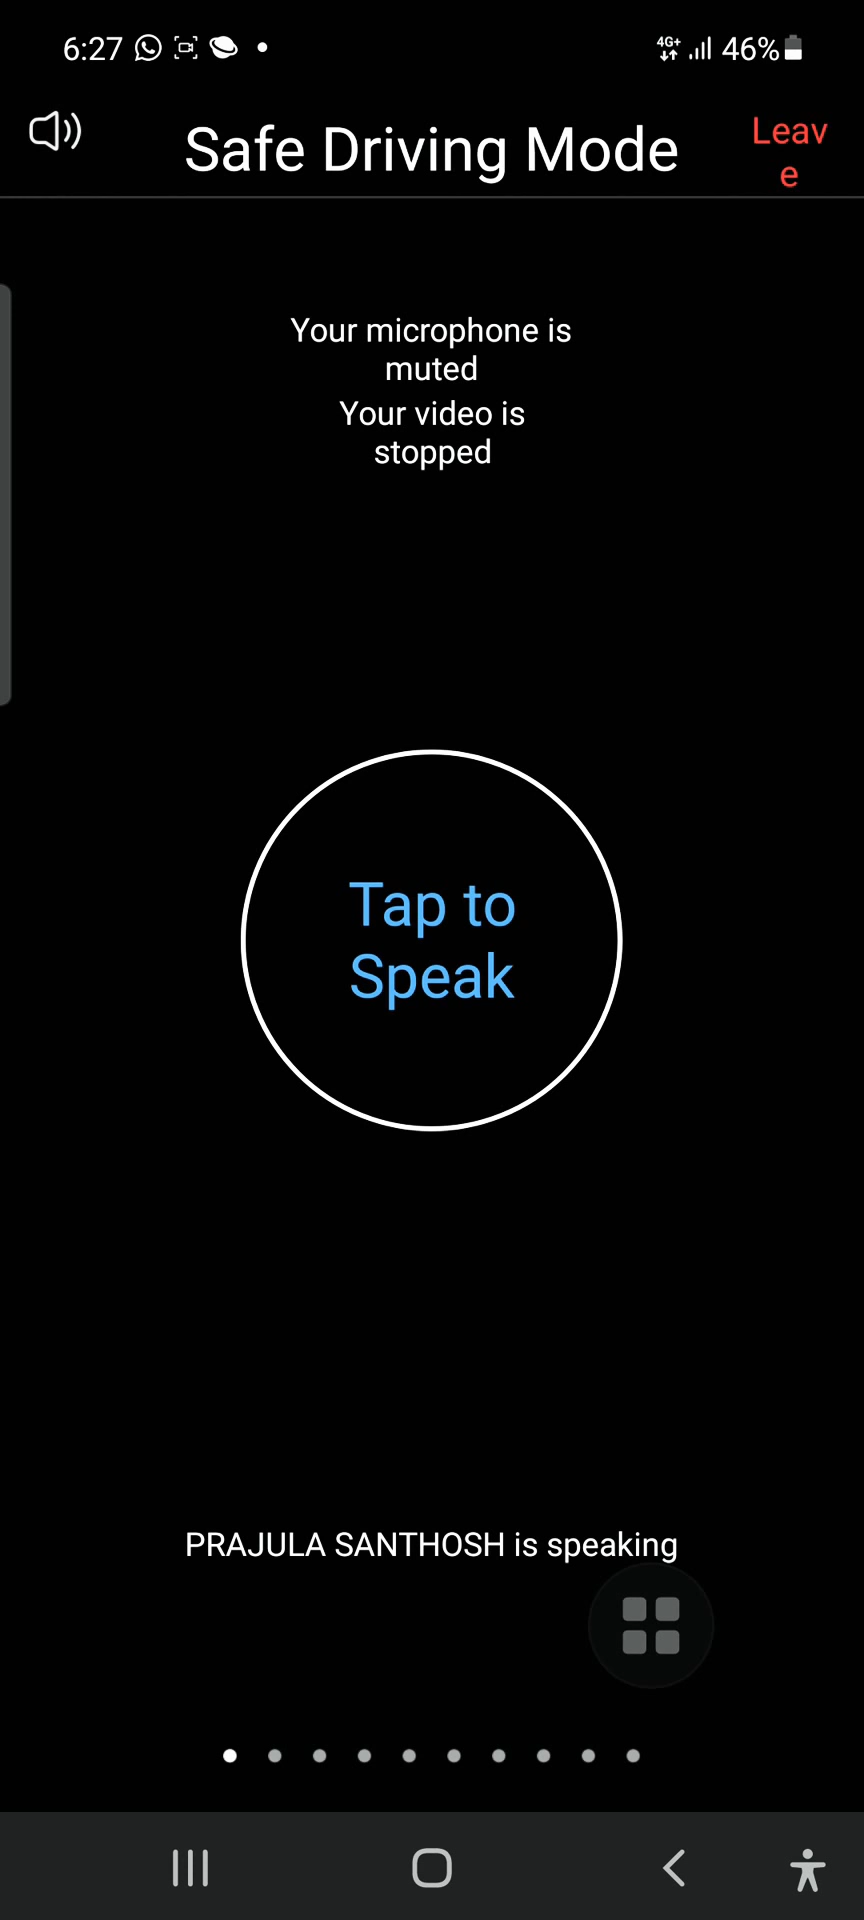 6:27
4G+ 46%
Safe Driving Mode
Leav
e
Your microphone is
muted
Your video is
stopped
Tap to
Speak
PRAJULA SANTHOSH is speaking